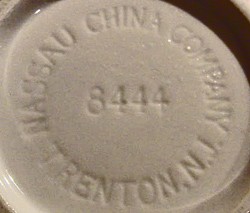 NASSAU CHINA COMPANY
8444
TRENTON, N.J.